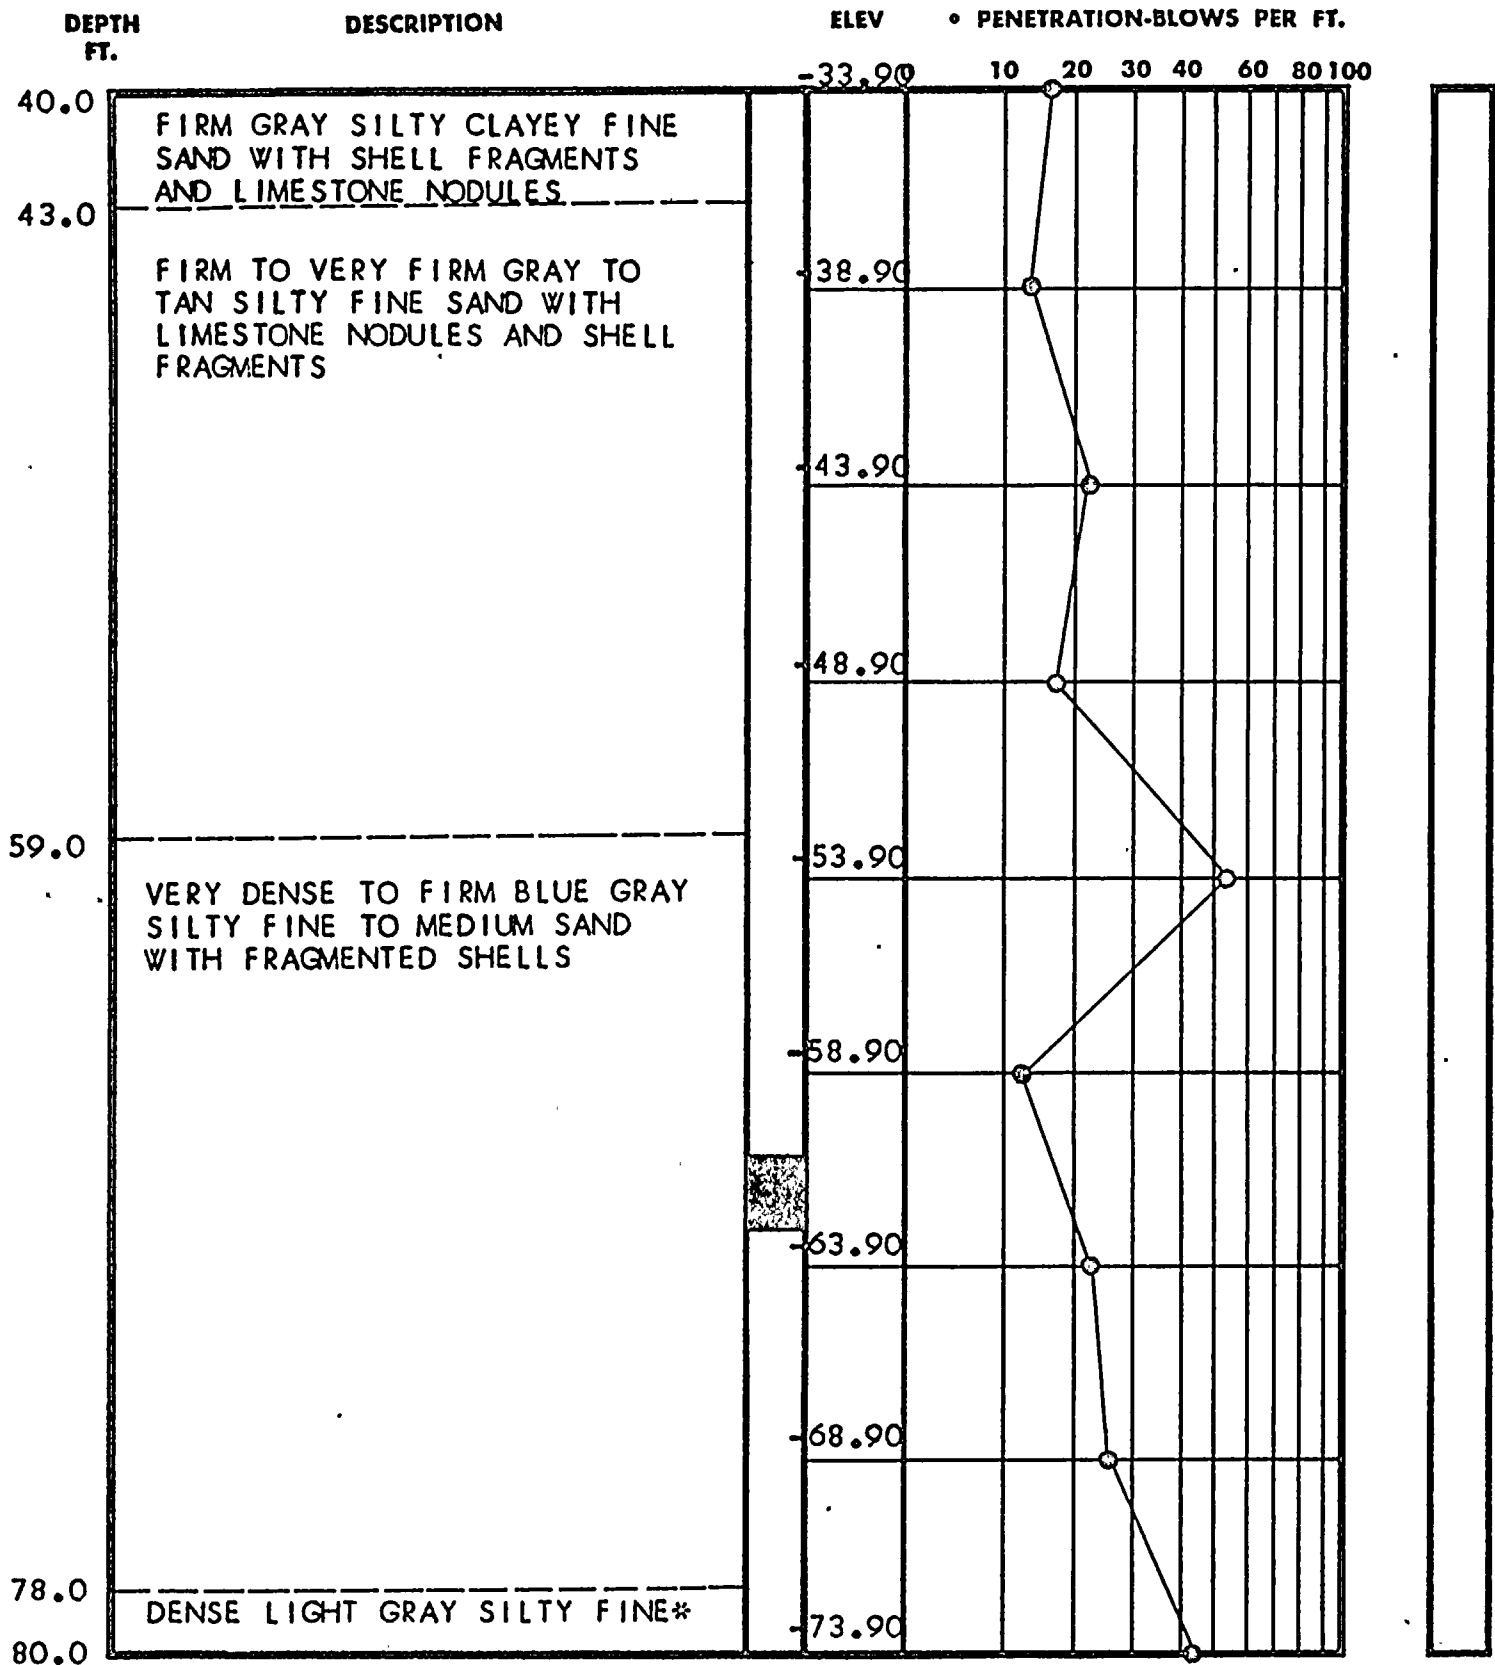 DEPTH DESCRIPTION ELEV o PENETRATION-BLOWS PER FT.
FT.
-33.90 0 10 20 30 40 60 80 100
40.0
FIRM GRAY SILTY CLAYEY FINE
SAND WITH SHELL FRAGMENTS
AND LIMESTONE NODULES
43.0
FIRM TO VERY FIRM GRAY TO
TAN SILTY FINE SAND WITH
LIMESTONE NODULES AND SHELL
FRAGMENTS
-38.90
-43.90
-48.90
59.0
-53.90
VERY DENSE TO FIRM BLUE GRAY
SILTY FINE TO MEDIUM SAND
WITH FRAGMENTED SHELLS
-58.90
-63.90
-68.90
78.0
DENSE LIGHT GRAY SILTY FINE*
-73.90
80.0